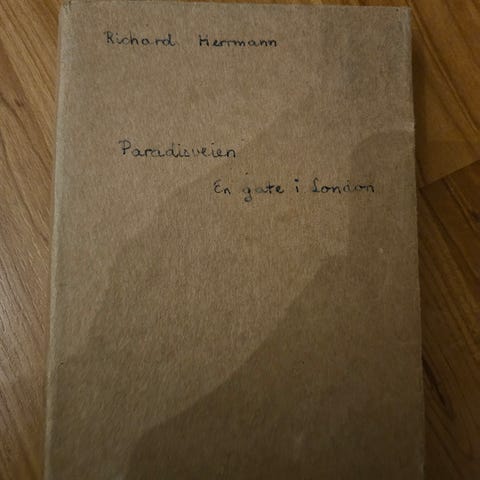 Richard Herrmann
Paradisveien
En gate i London